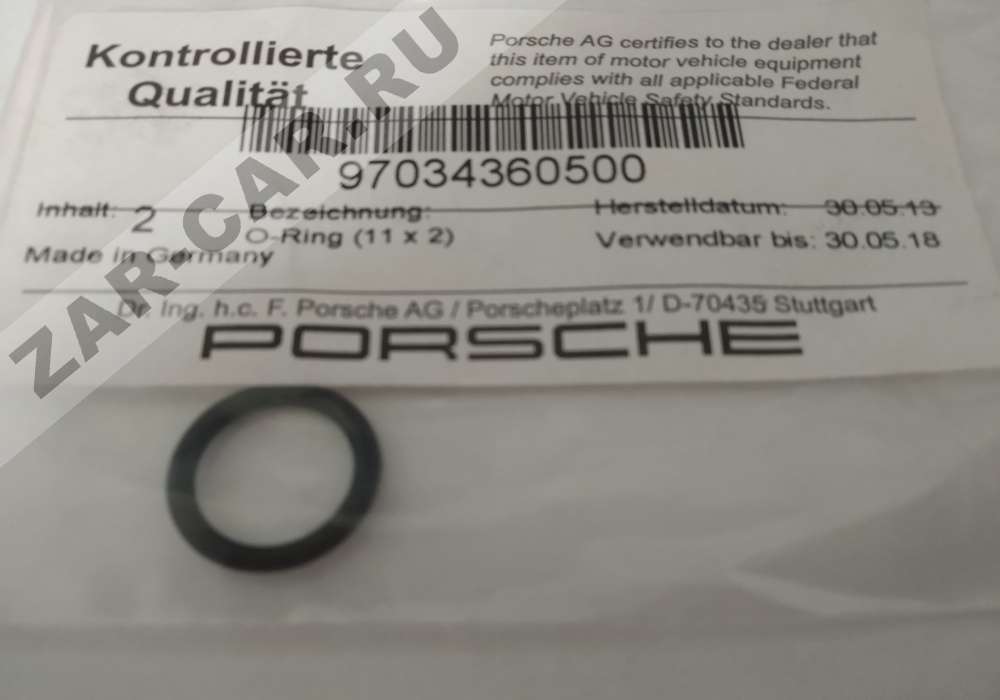 Kontrollierte
Qualität
Porsche AG certifies to the dealer that
this item of motor vehicle equipment
complies with all applicable Federal
Motor Vehicle Safety Standards.
97034360500
Inhalt: 2
Bezeichnung:
O-Ring (11 x 2)
Herstelldatum: 30.05.13
Made in Germany
Verwendbar bis: 30.05.18
Dr. Ing. h.c. F. Porsche AG / Porscheplatz 1/ D-70435 Stuttgart
PORSCHE
ZAR-CAR.RU